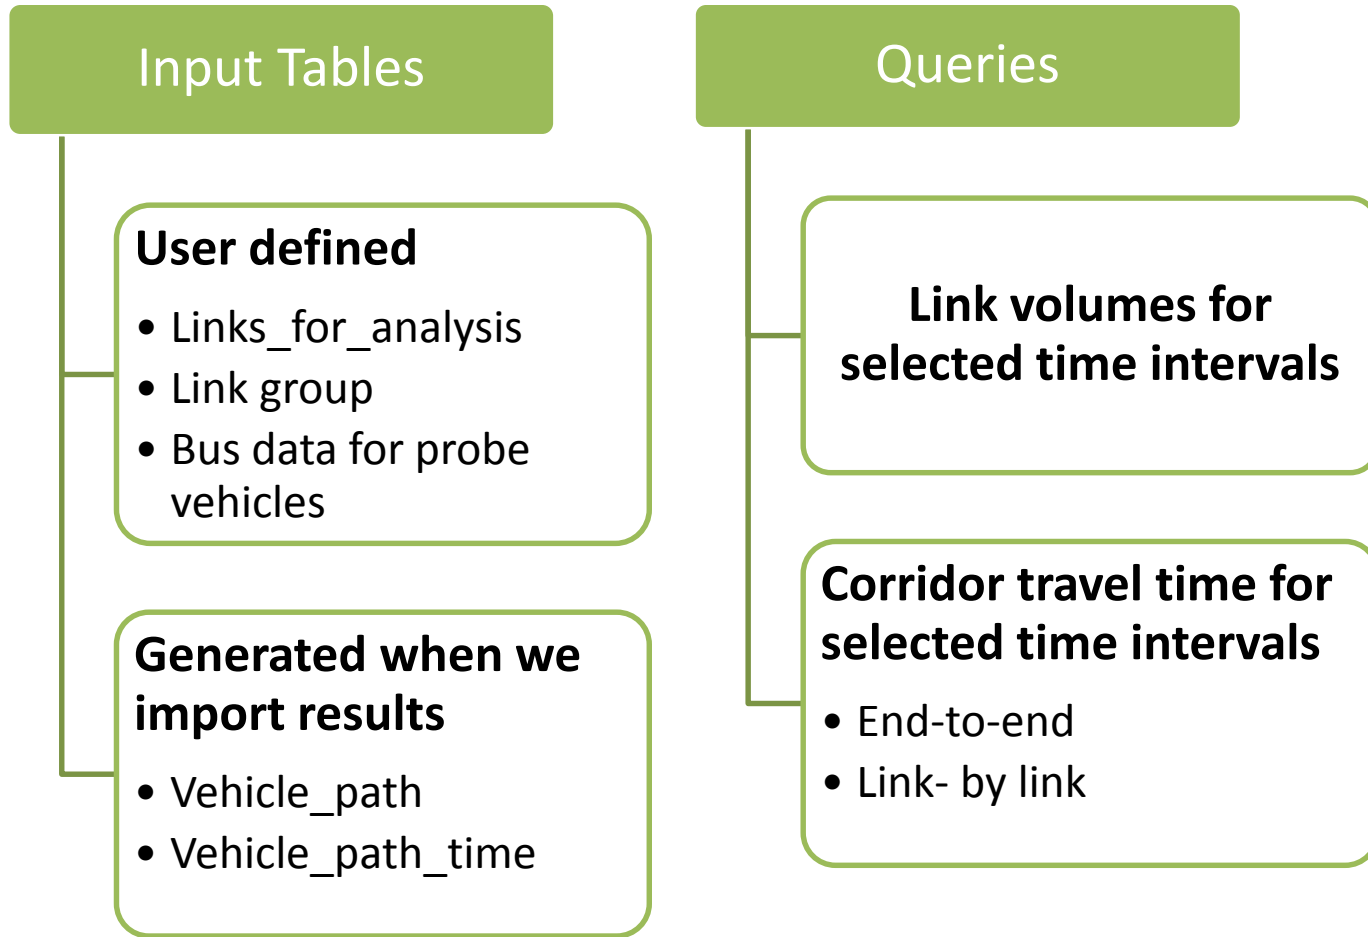 Input Tables
User defined
• Links_for_analysis
• Link group
• Bus data for probe
vehicles
Generated when we
import results
• Vehicle_path
• Vehicle_path_time
Queries
Link volumes for
selected time intervals
Corridor travel time for
selected time intervals
• End-to-end
• Link- by link